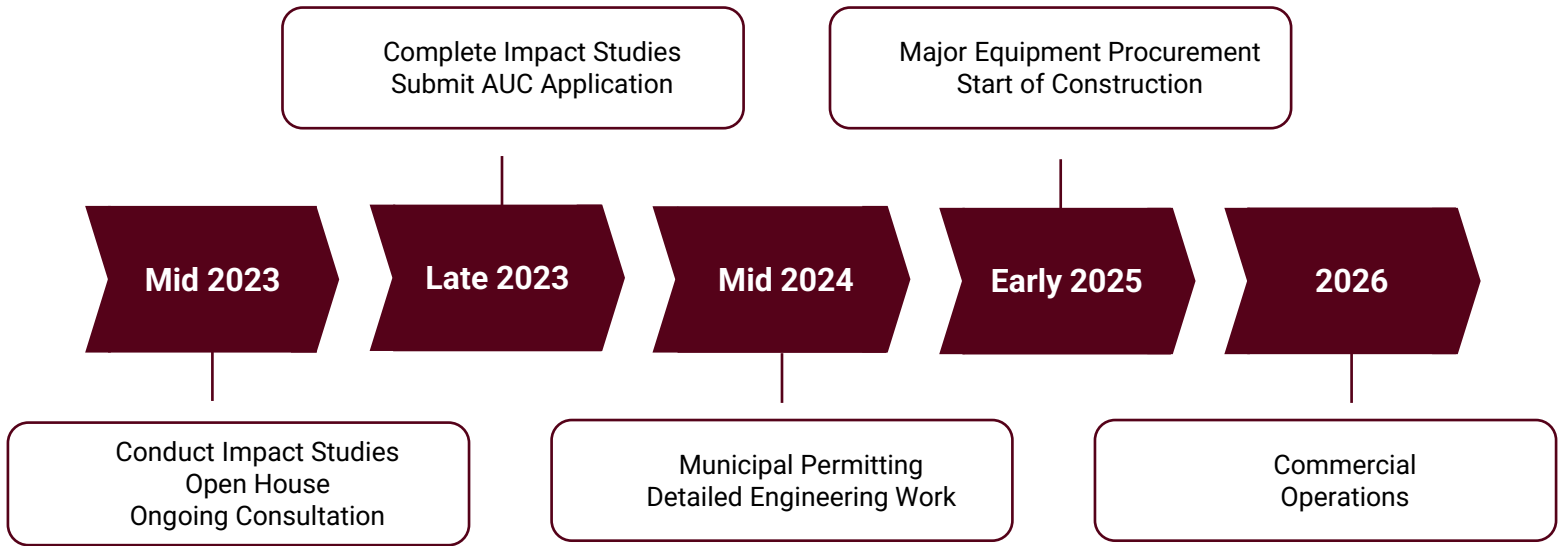 Complete Impact Studies
Submit AUC Application
Major Equipment Procurement
Start of Construction
Mid 2023
Late 2023
Mid 2024
Early 2025
2026
Conduct Impact Studies
Open House
Ongoing Consultation
Municipal Permitting
Detailed Engineering Work
Commercial
Operations